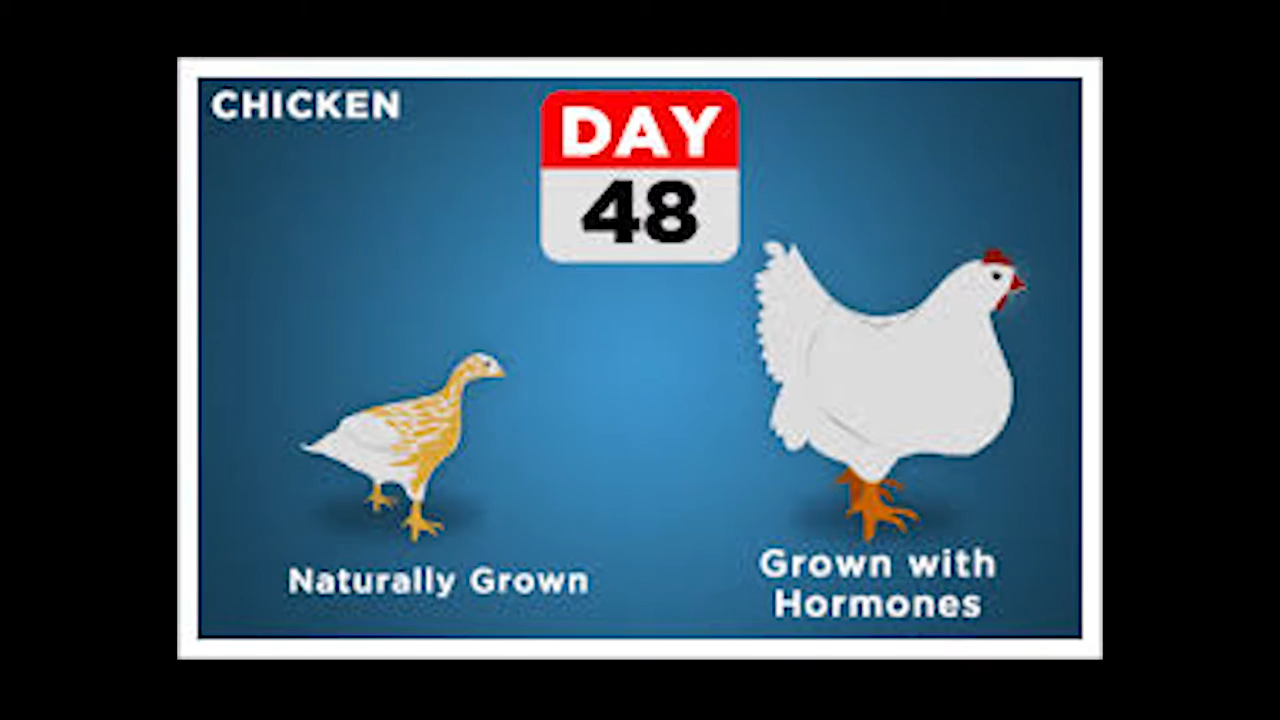 CHICKEN
DAY
48
Naturally Grown
Grown with
Hormones